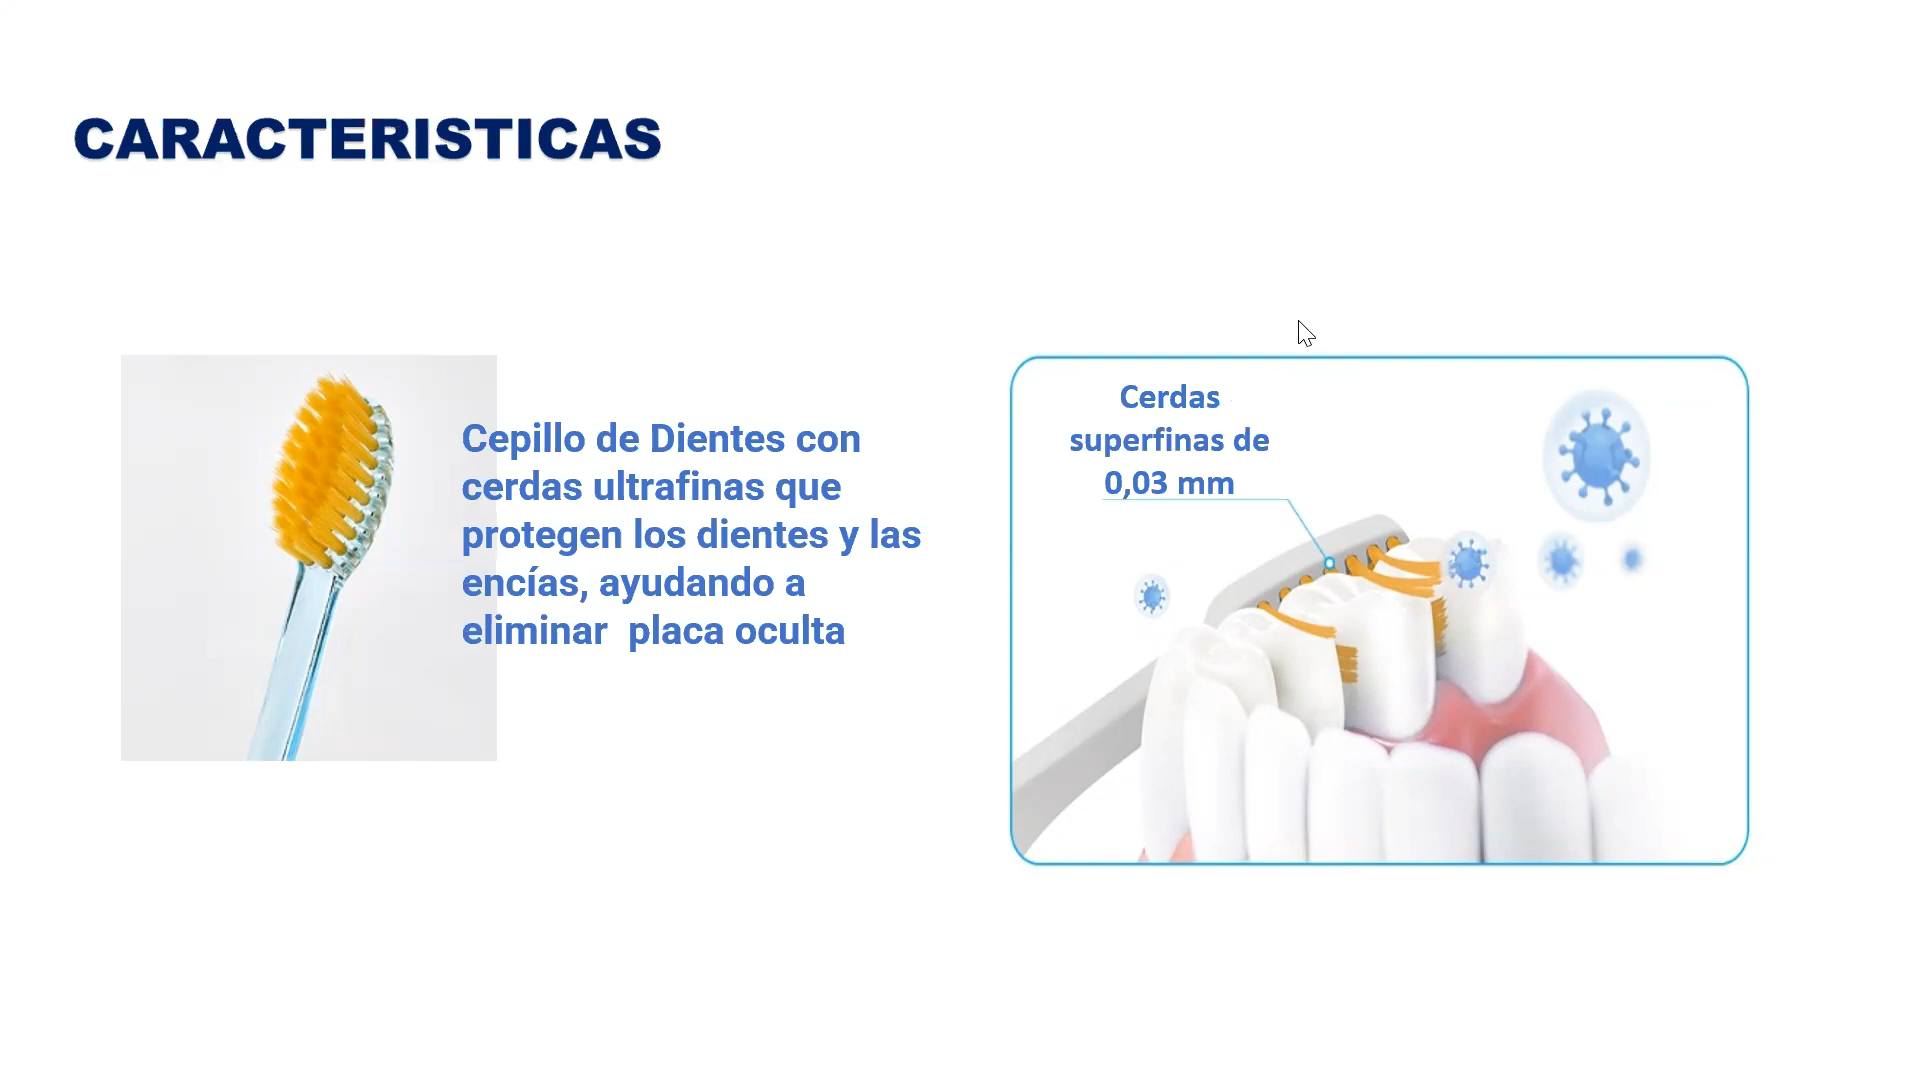 CARACTERISTICAS
Cepillo de Dientes con
cerdas ultrafinas que
protegen los dientes y las
encías, ayudando a
eliminar  placa oculta
Cerdas
superfinas de
0,03 mm